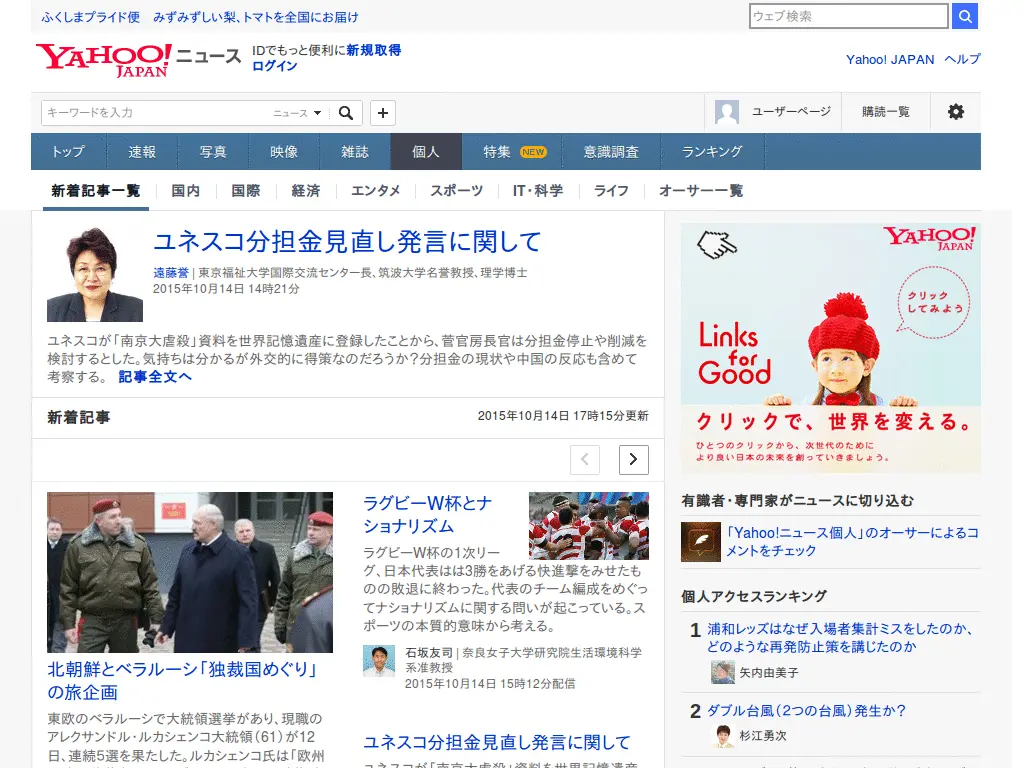 ふくしまプライド便 みずみずしい梨、トマトを全国にお届け
ウェブ検索
YAHOO! JAPAN ニュース
IDでもっと便利に新規取得
ログイン
Yahoo! JAPAN ヘルプ
キーワードを入力 ニュース
ユーザーページ 購読一覧
トップ 速報 写真 映像 雑誌 個人 特集 NEW 意識調査 ランキング
新着記事一覧 国内 国際 経済 エンタメ スポーツ IT・科学 ライフ オーサー一覧
ユネスコ分担金見直し発言に関して
遠藤誉 | 東京福祉大学国際交流センター長、筑波大学名誉教授、理学博士
2015年10月14日 14時21分
ユネスコが「南京大虐殺」資料を世界記憶遺産に登録したことから、菅官房長官は分担金停止や削減を
検討するとした。気持ちは分かるが外交的に得策なのだろうか？分担金の現状や中国の反応も含めて
考察する。 記事全文へ
新着記事
2015年10月14日 17時15分更新
北朝鮮とベラルーシ「独裁国めぐり」
の旅企画
東欧のベラルーシで大統領選挙があり、現職の
アレクサンドル・ルカシェンコ大統領（61）が12
日、連続5選を果たした。ルカシェンコ氏は「欧州
ラグビーW杯とナ
ショナリズム
ラグビーW杯の1次リー
グ、日本代表はは3勝をあげる快進撃をみせたも
のの敗退に終わった。代表のチーム編成をめぐっ
てナショナリズムに関する問いが起こっている。ス
ポーツの本質的意味から考える。
石坂友司 | 奈良女子大学研究院生活環境科学
系准教授
2015年10月14日 15時12分配信
ユネスコ分担金見直し発言に関して
ユネスコが「南京大虐殺」資料を世界記憶遺産
YAHOO!
JAPAN
クリック
してみよう
Links
for
Good
クリックで、世界を変える。
ひとつのクリックから、次世代のために
より良い日本の未来を創っていきましょう。
有識者・専門家がニュースに切り込む
「Yahoo!ニュース個人」のオーサーによるコ
メントをチェック
個人アクセスランキング
1 浦和レッズはなぜ入場者集計ミスをしたのか、
どのような再発防止策を講じたのか
矢内由美子
2 ダブル台風（2つの台風）発生か？
杉江勇次